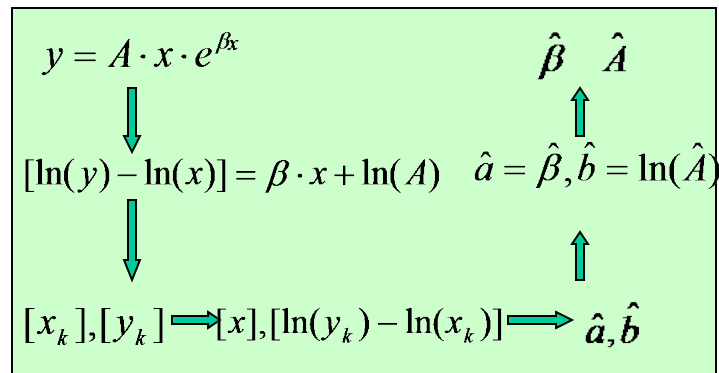 y = A · x · e^{βx}
β̂ Â
[ln(y) − ln(x)] = β · x + ln(A)
â = β̂, b̂ = ln(Â)
[x_k],[y_k]
[x],[ln(y_k) − ln(x_k)]
â,b̂